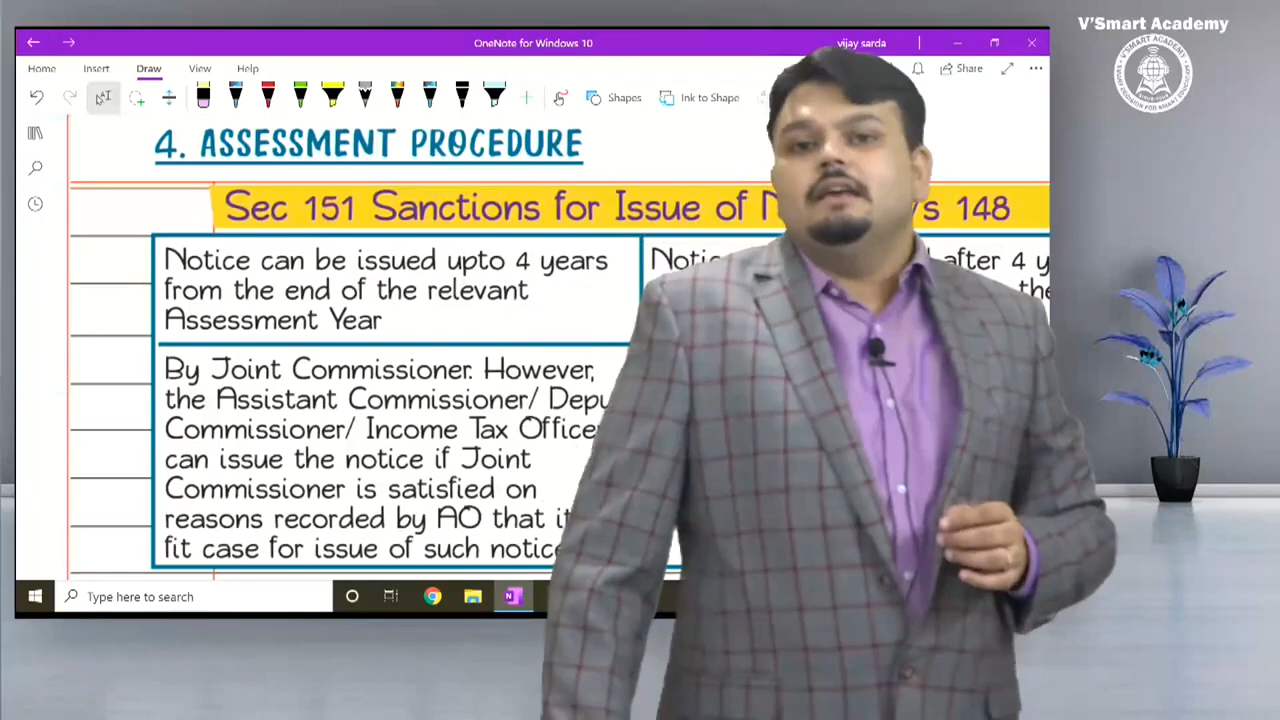 V'Smart Academy
OneNote for Windows 10
vijay sarda
Home Insert Draw View Help
Share
Shapes
Ink to Shape
4. ASSESSMENT PROCEDURE
Sec 151 Sanctions for Issue of 148
Notice can be issued upto 4 years
from the end of the relevant
Assessment Year
after 4
By Joint Commissioner. However,
the Assistant Commissioner/
Commissioner/ Income Tax
can issue the notice if Joint
Commissioner is satisfied on
reasons recorded by AO that
fit case for issue of such notice
Type here to search